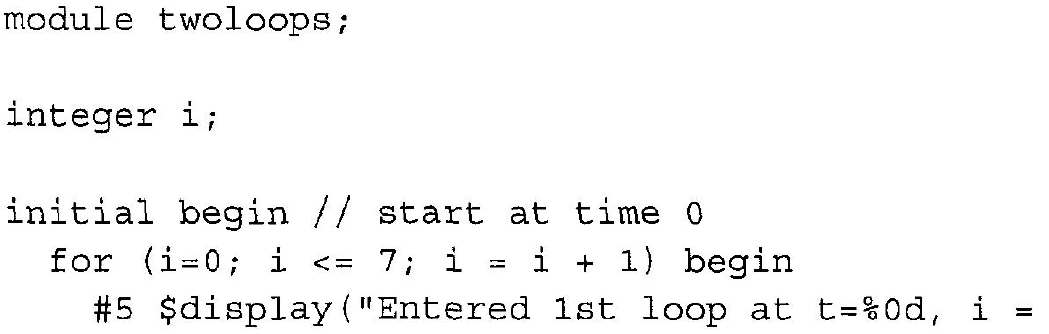 module twoloops;
integer i;
initial begin // start at time 0
for (i=0; i <= 7; i = i + 1) begin
#5 $display("Entered 1st loop at t=%0d, i =